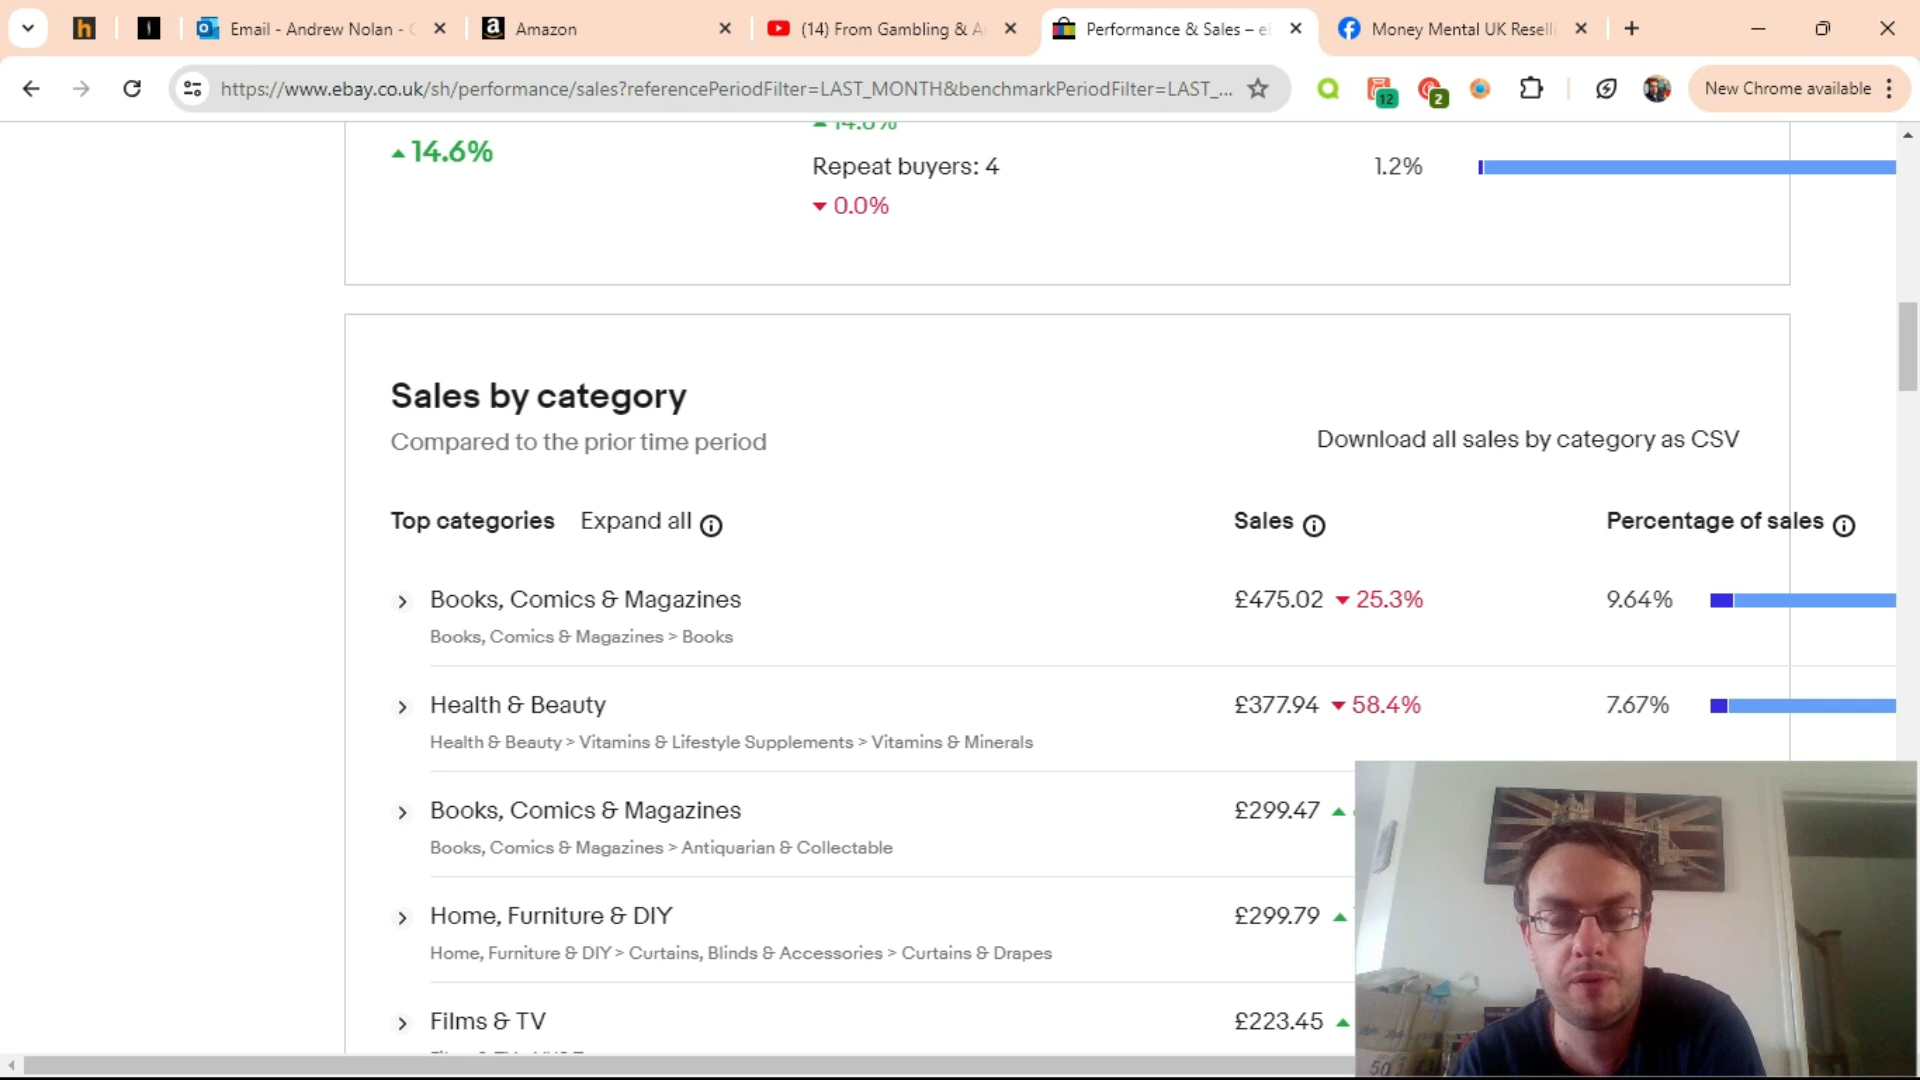 Email - Andrew Nolan -
Amazon
(14) From Gambling & A
Performance & Sales – e
Money Mental UK Reselli
https://www.ebay.co.uk/sh/performance/sales?referencePeriodFilter=LAST_MONTH&benchmarkPeriodFilter=LAST_...
12
2
New Chrome available
14.6%
14.6%
Repeat buyers: 4
1.2%
0.0%
Sales by category
Compared to the prior time period
Download all sales by category as CSV
Top categories Expand all Sales Percentage of sales
Books, Comics & Magazines £475.02 25.3% 9.64%
Books, Comics & Magazines > Books
Health & Beauty £377.94 58.4% 7.67%
Health & Beauty > Vitamins & Lifestyle Supplements > Vitamins & Minerals
Books, Comics & Magazines £299.47
Books, Comics & Magazines > Antiquarian & Collectable
Home, Furniture & DIY £299.79
Home, Furniture & DIY > Curtains, Blinds & Accessories > Curtains & Drapes
Films & TV £223.45
50